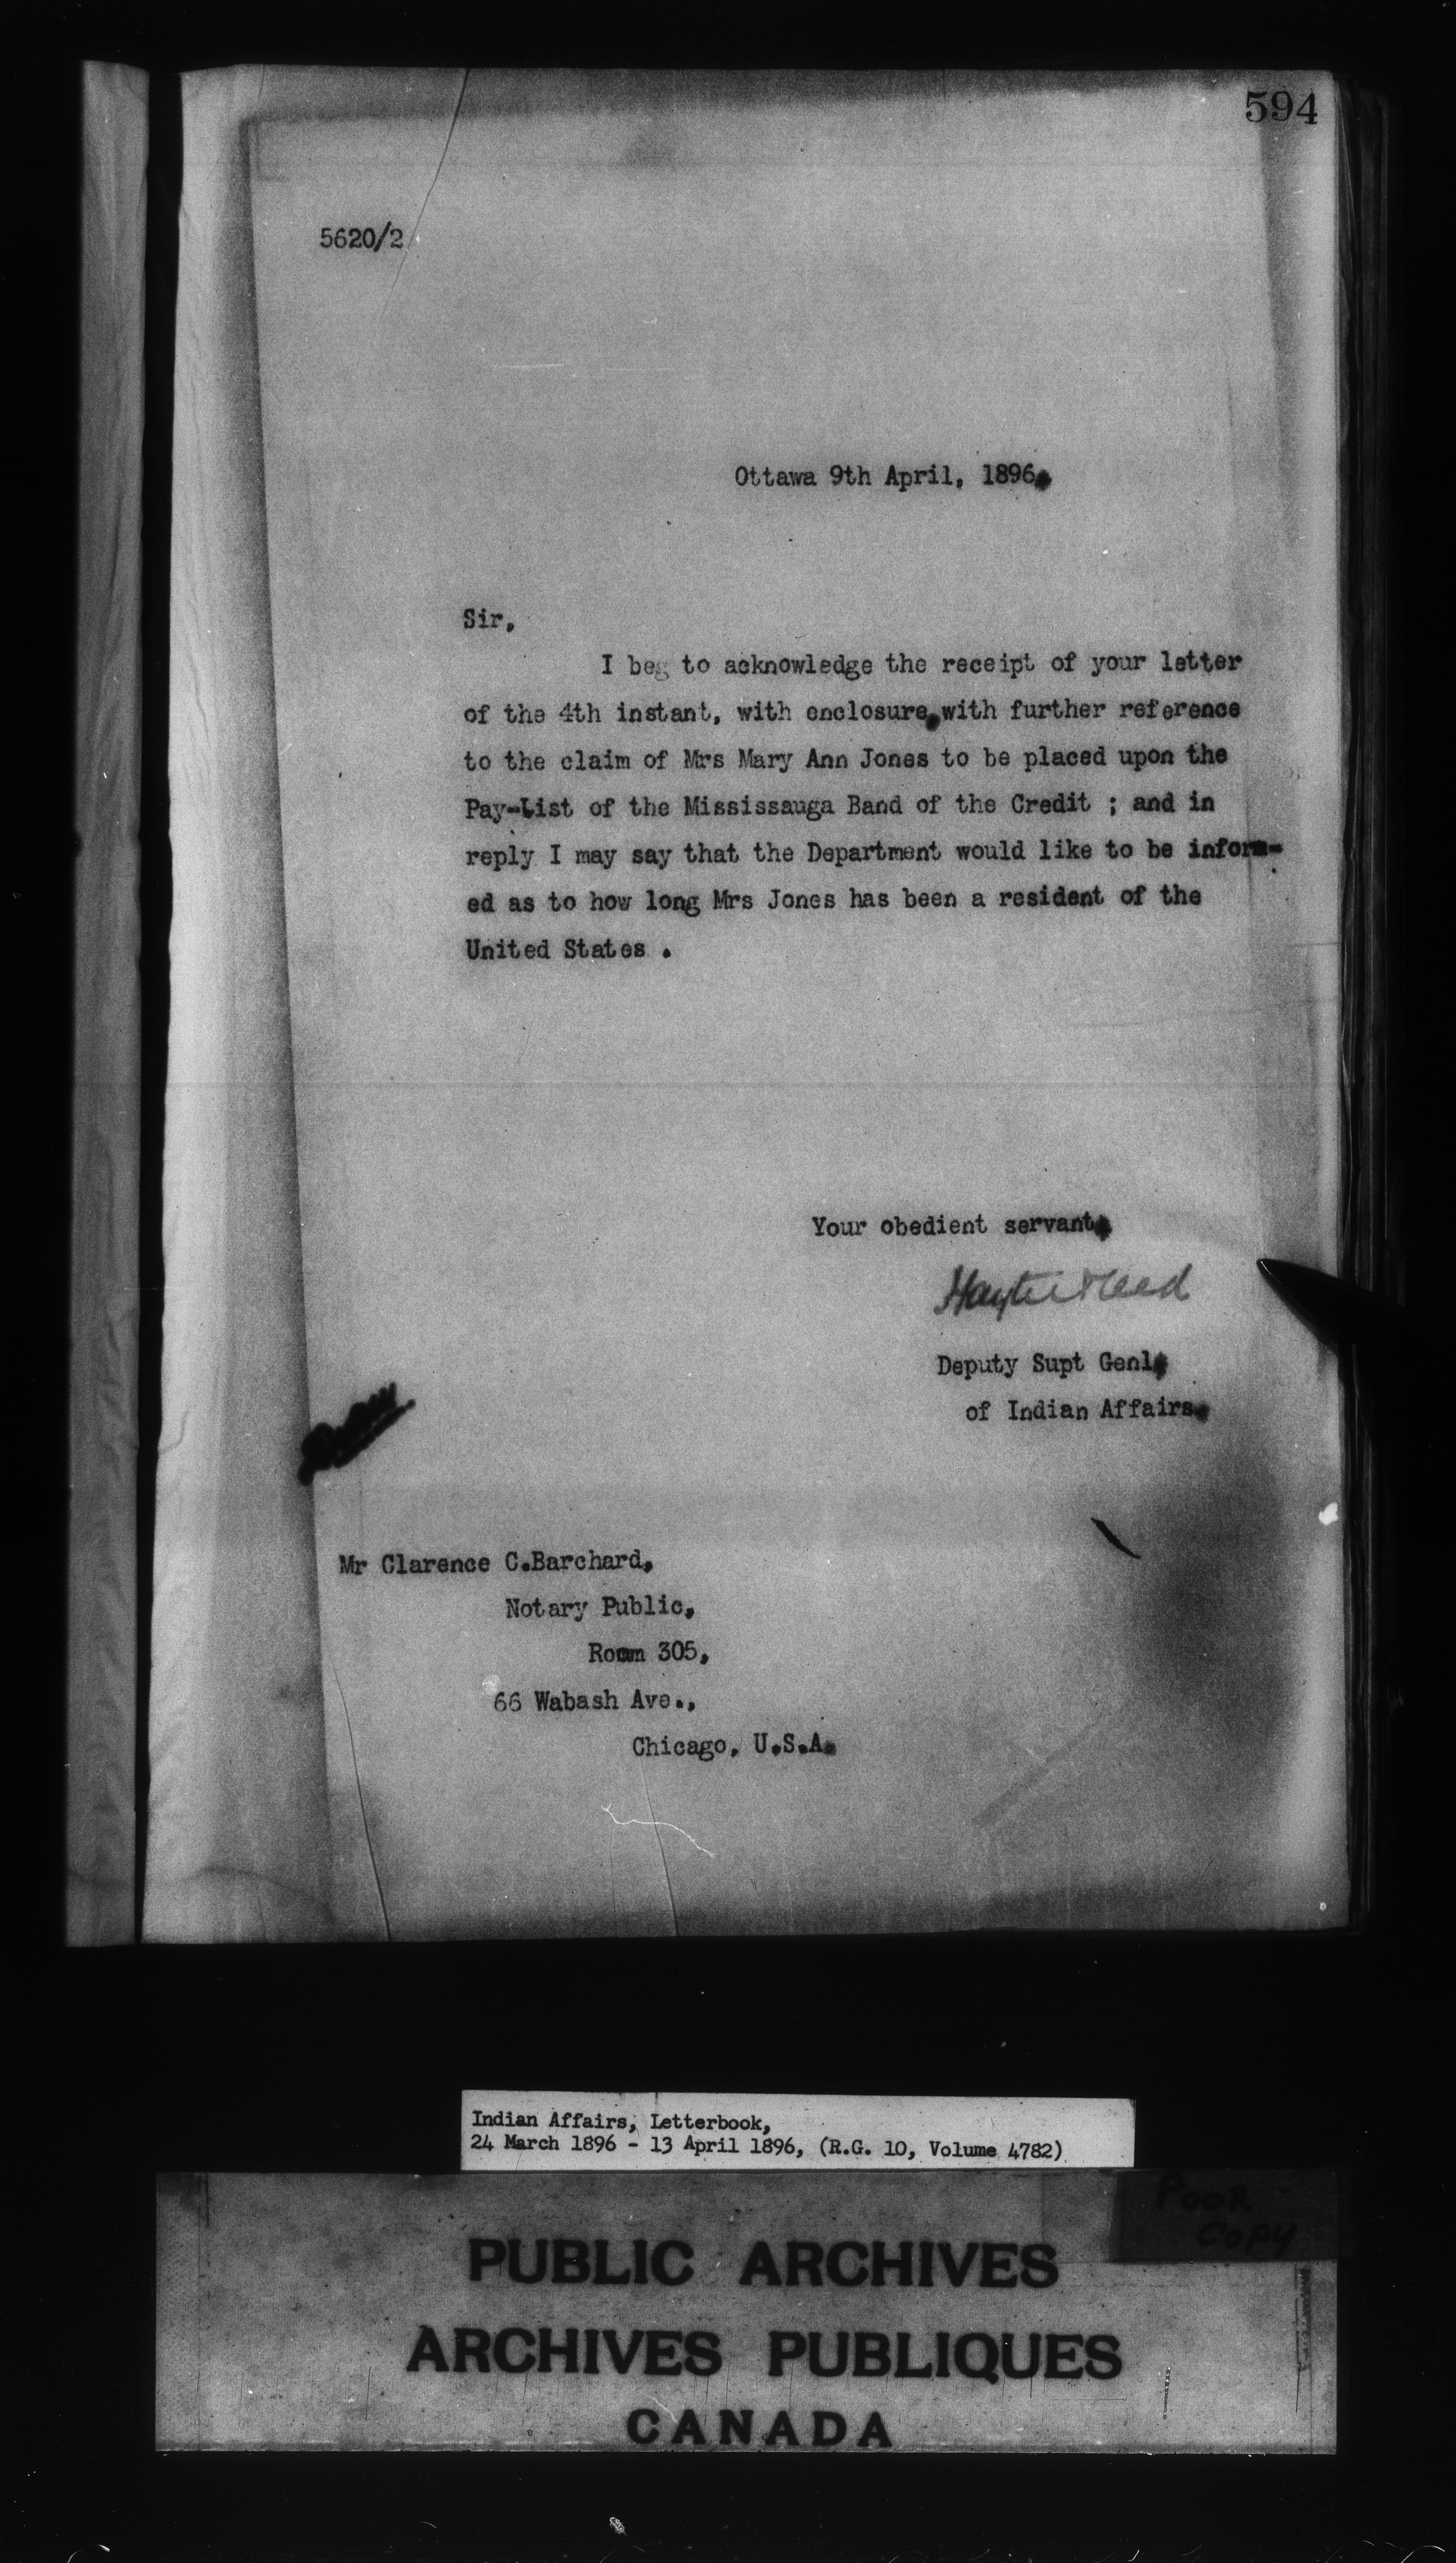 594
5620/2
Ottawa 9th April, 1896.
Sir,
I beg to acknowledge the receipt of your letter
of the 4th instant, with enclosure, with further reference
to the claim of Mrs Mary Ann Jones to be placed upon the
Pay-List of the Mississauga Band of the Credit ; and in
reply I may say that the Department would like to be inform-
ed as to how long Mrs Jones has been a resident of the
United States .
Your obedient servant,
Hayter Reed
Deputy Supt Genl.
of Indian Affairs.
Mr Clarence C.Barchard,
Notary Public,
Room 305,
66 Wabash Ave.,
Chicago, U.S.A.
Indian Affairs, Letterbook,
24 March 1896 - 13 April 1896, (R.G. 10, Volume 4782)
POOR
COPY
PUBLIC ARCHIVES
ARCHIVES PUBLIQUES
CANADA